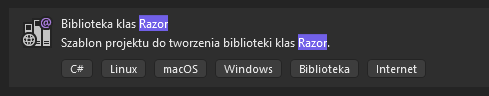 Biblioteka klas Razor
Szablon projektu do tworzenia biblioteki klas Razor.
C# Linux macOS Windows Biblioteka Internet